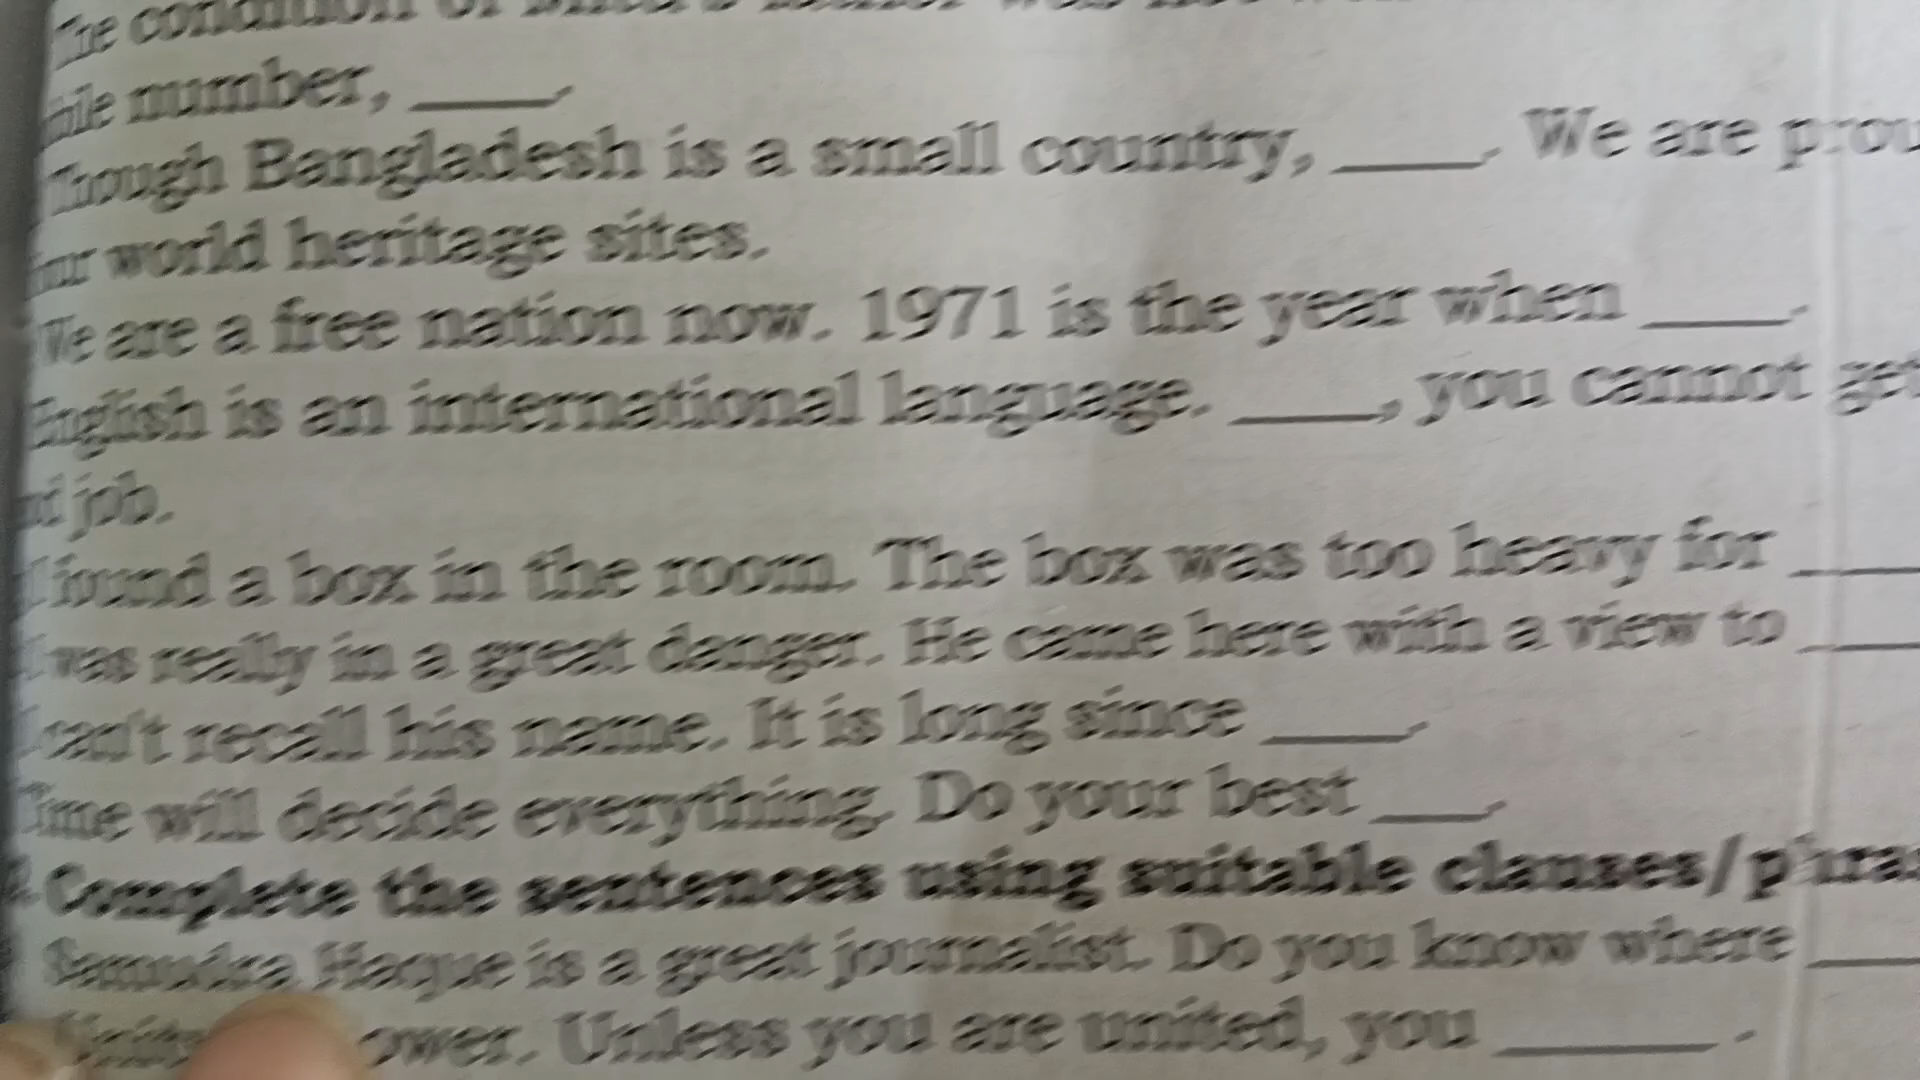 The condition of
number, ____.
Though Bangladesh is a small country, ____. We are prou
our world heritage sites.
We are a free nation now. 1971 is the year when ____.
English is an international language. ____, you cannot get
job.
I found a box in the room. The box was too heavy for ____
was really in a great danger. He came here with a view to ____
I can't recall his name. It is long since ____.
Time will decide everything. Do your best ____.
Complete the sentences using suitable clauses/phras
Haque is a great journalist. Do you know where ____
ower. Unless you are united, you ____.